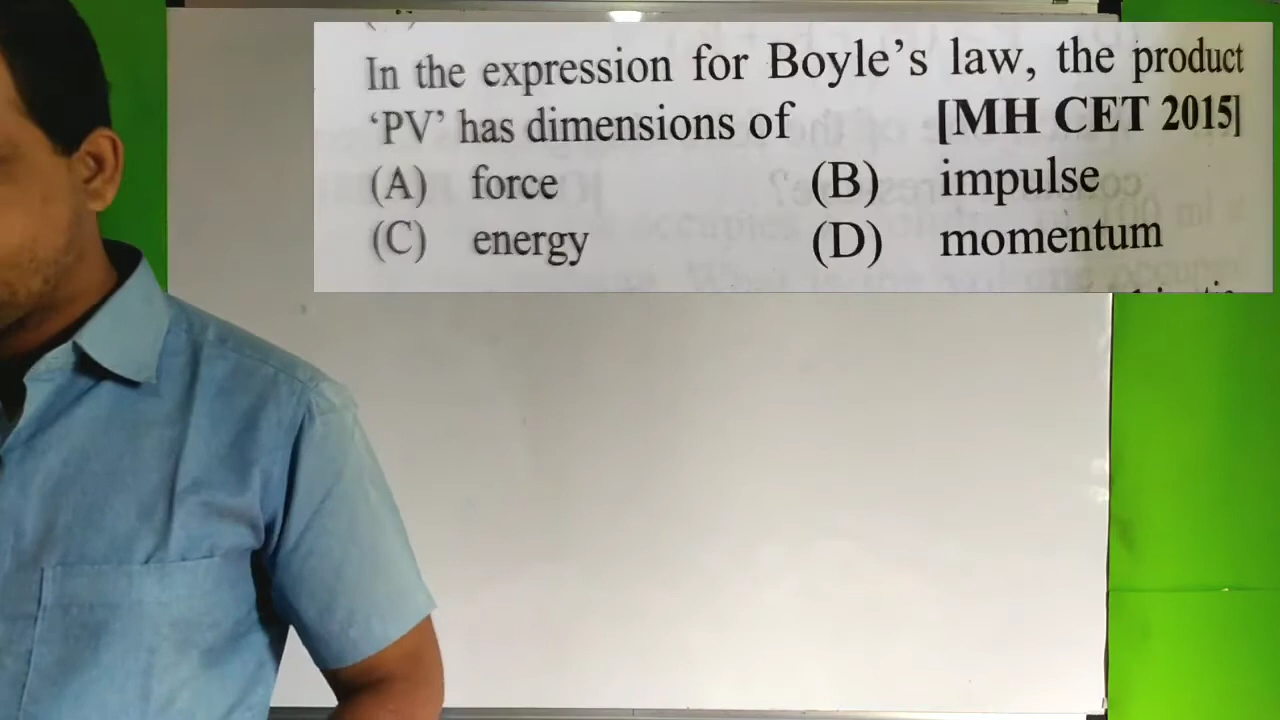 In the expression for Boyle’s law, the product
‘PV’ has dimensions of [MH CET 2015]
(A) force (B) impulse
(C) energy (D) momentum